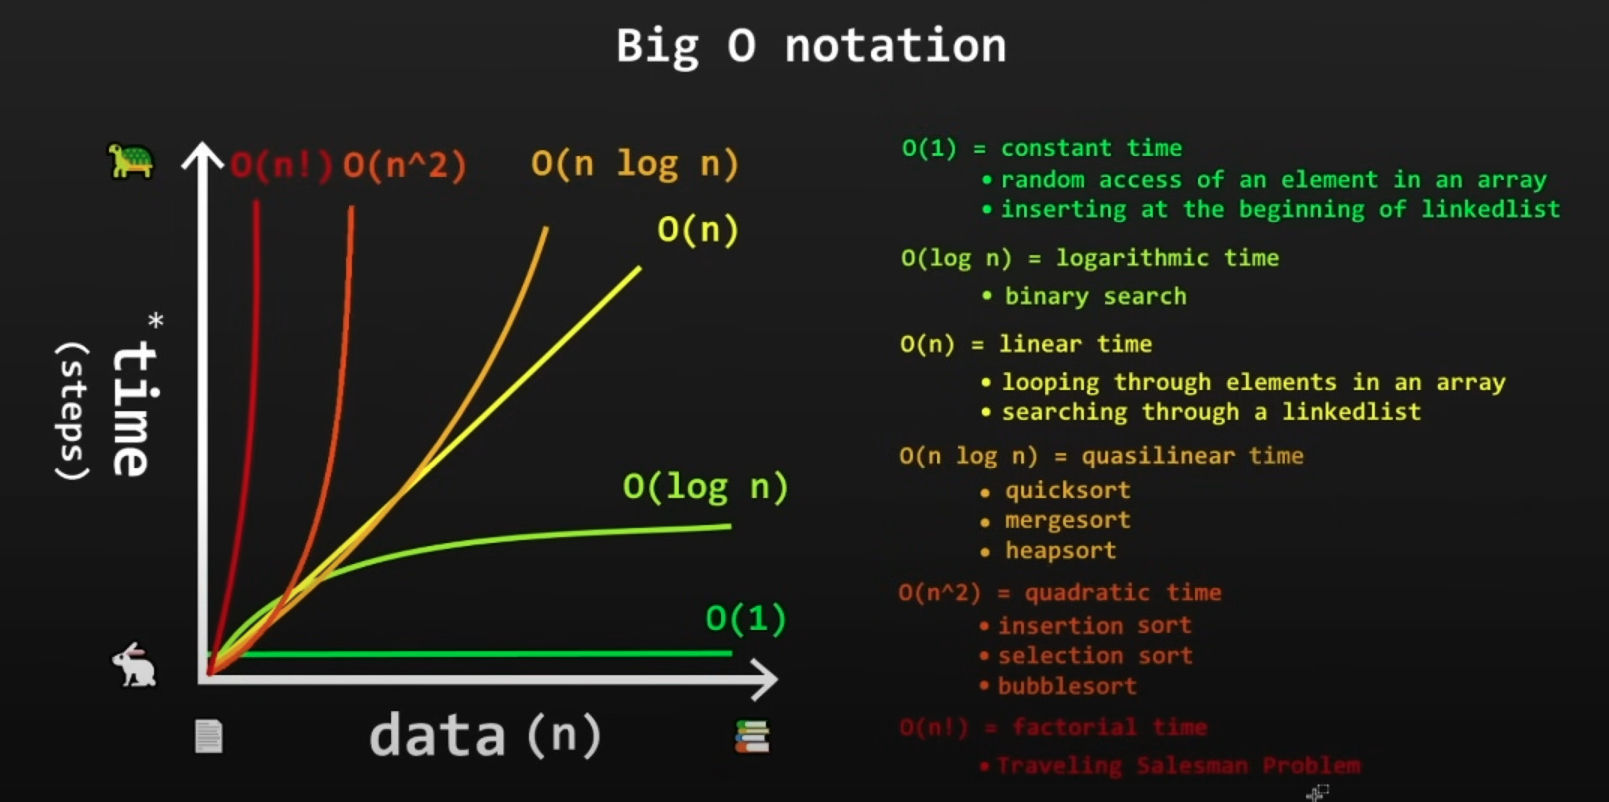 Big O notation
O(n!)
O(n^2)
O(n log n)
O(n)
O(log n)
O(1)
*time
(steps)
data(n)
O(1) = constant time
• random access of an element in an array
• inserting at the beginning of linkedlist
O(log n) = logarithmic time
• binary search
O(n) = linear time
• looping through elements in an array
• searching through a linkedlist
O(n log n) = quasilinear time
• quicksort
• mergesort
• heapsort
O(n^2) = quadratic time
• insertion sort
• selection sort
• bubblesort
O(n!) = factorial time
• Traveling Salesman Problem